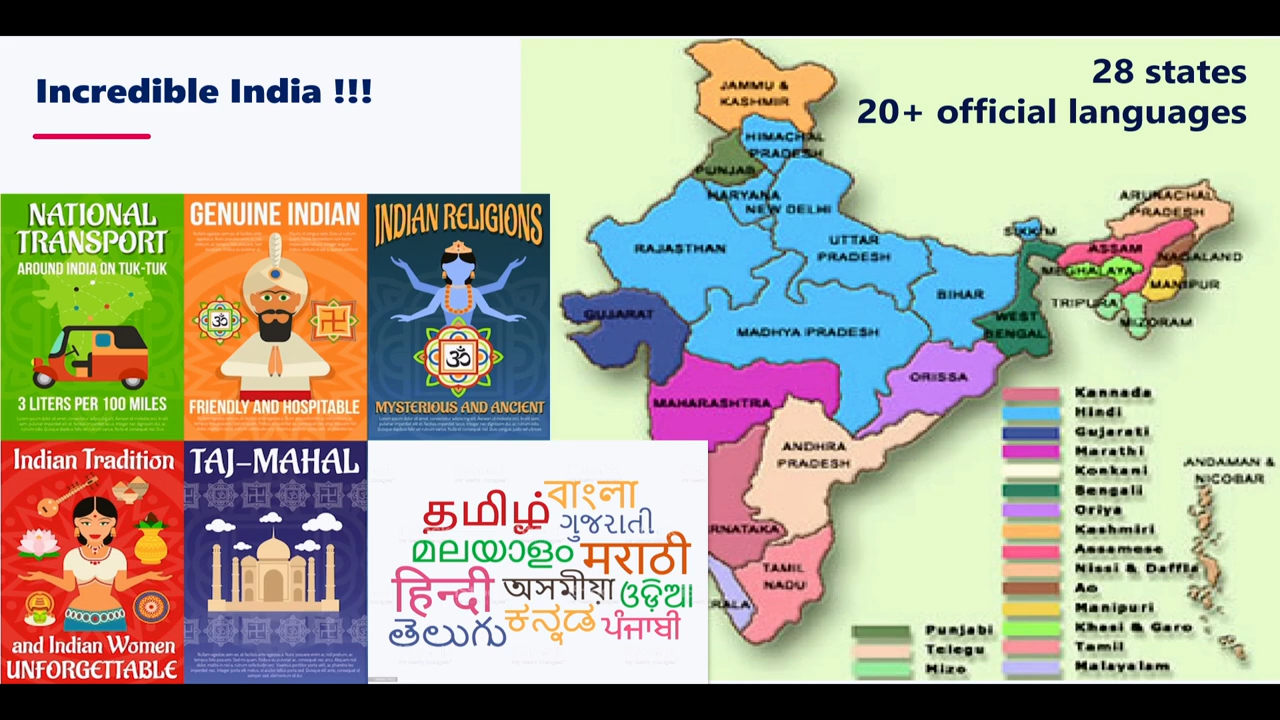 Incredible India !!!
28 states
20+ official languages
NATIONAL
TRANSPORT
AROUND INDIA ON TUK-TUK
3 LITERS PER 100 MILES
GENUINE INDIAN
ॐ
卐
FRIENDLY AND HOSPITABLE
INDIAN RELIGIONS
ॐ
MYSTERIOUS AND ANCIENT
Indian Tradition
and Indian Women
UNFORGETTABLE
TAJ-MAHAL
தமிழ் বাংলা
ગુજરાતી
മലയാളം मराठी
हिन्दी অসমীয়া ଓଡ଼ିଆ
తెలుగు ಕನ್ನಡ ਪੰਜਾਬੀ
JAMMU &
KASHMIR
HIMACHAL
PRADESH
PUNJAB
HARYANA
NEW DELHI
RAJASTHAN
UTTAR
PRADESH
SIKKIM
ARUNACHAL
PRADESH
ASSAM
NAGALAND
MEGHALAYA
MANIPUR
TRIPURA
MIZORAM
BIHAR
WEST
BENGAL
GUJARAT
MADHYA PRADESH
ORISSA
MAHARASHTRA
ANDHRA
PRADESH
RNATAKA
TAMIL
NADU
RALA
ANDAMAN &
NICOBAR
Kannada
Hindi
Gujarati
Marathi
Konkani
Bengali
Oriya
Kashmiri
Assamese
Nissi & Daffla
Ao
Manipuri
Khasi & Garo
Tamil
Malayalam
Punjabi
Telegu
Mizo